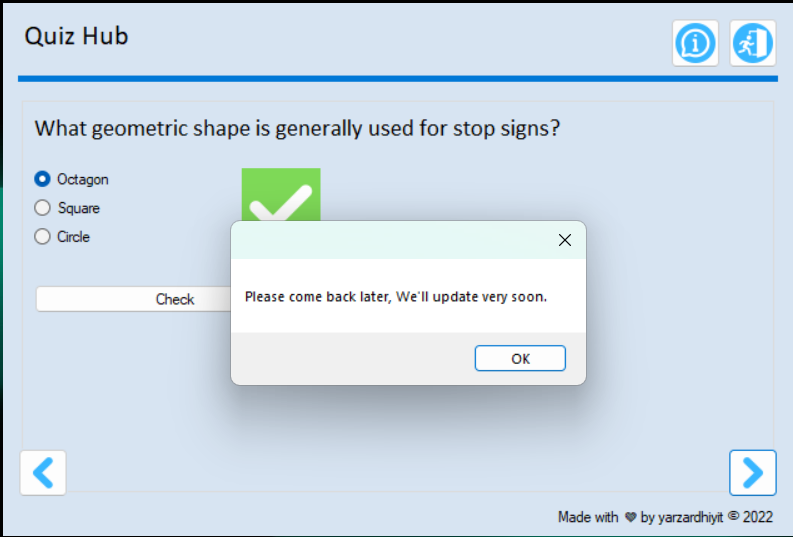 Quiz Hub
What geometric shape is generally used for stop signs?
Octagon
Square
Circle
Check
Please come back later, We'll update very soon.
OK
Made with ❤ by yarzardhiyit © 2022